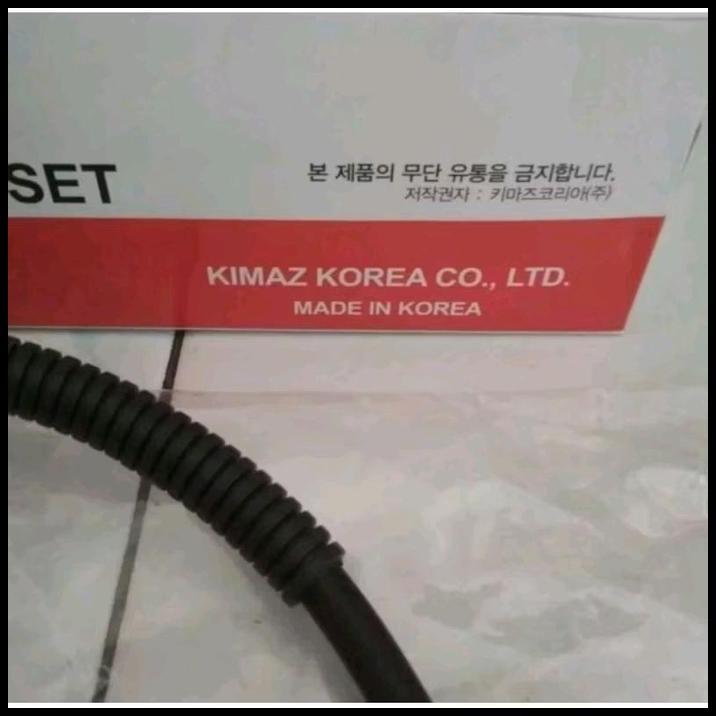 SET
본 제품의 무단 유통을 금지합니다.
저작권자 : 키마즈코리아(주)
KIMAZ KOREA CO., LTD.
MADE IN KOREA